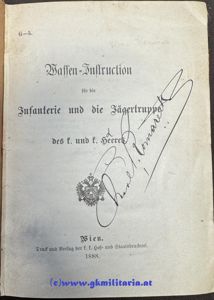 G—5.
Waffen-Instruction
für die
Infanterie und die Jägertruppe
des k. und k. Heeres
Wien.
Druck und Verlag der k. k. Hof- und Staatsdruckerei.
1888.
(c)www.gkmilitaria.at